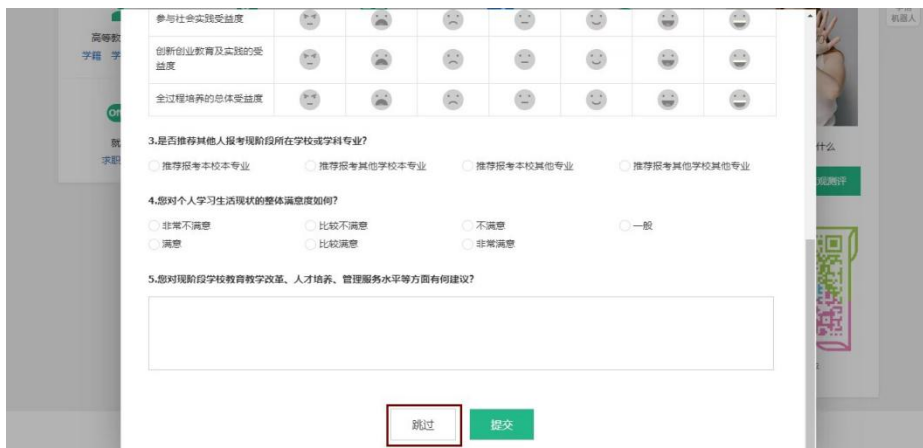 参与社会实践受益度
机器人
高等教
学籍 学
创新创业教育及实践的受
益度
全过程培养的总体受益度
就
求职
什么
3.是否推荐其他人报考现阶段所在学校或学科专业?
推荐报考本校本专业 推荐报考其他学校本专业 推荐报考本校其他专业 推荐报考其他学校其他专业
4.您对个人学习生活现状的整体满意度如何?
非常不满意 比较不满意 不满意 一般
满意 比较满意 非常满意
5.您对现阶段学校教育教学改革、人才培养、管理服务水平等方面有何建议?
跳过 提交